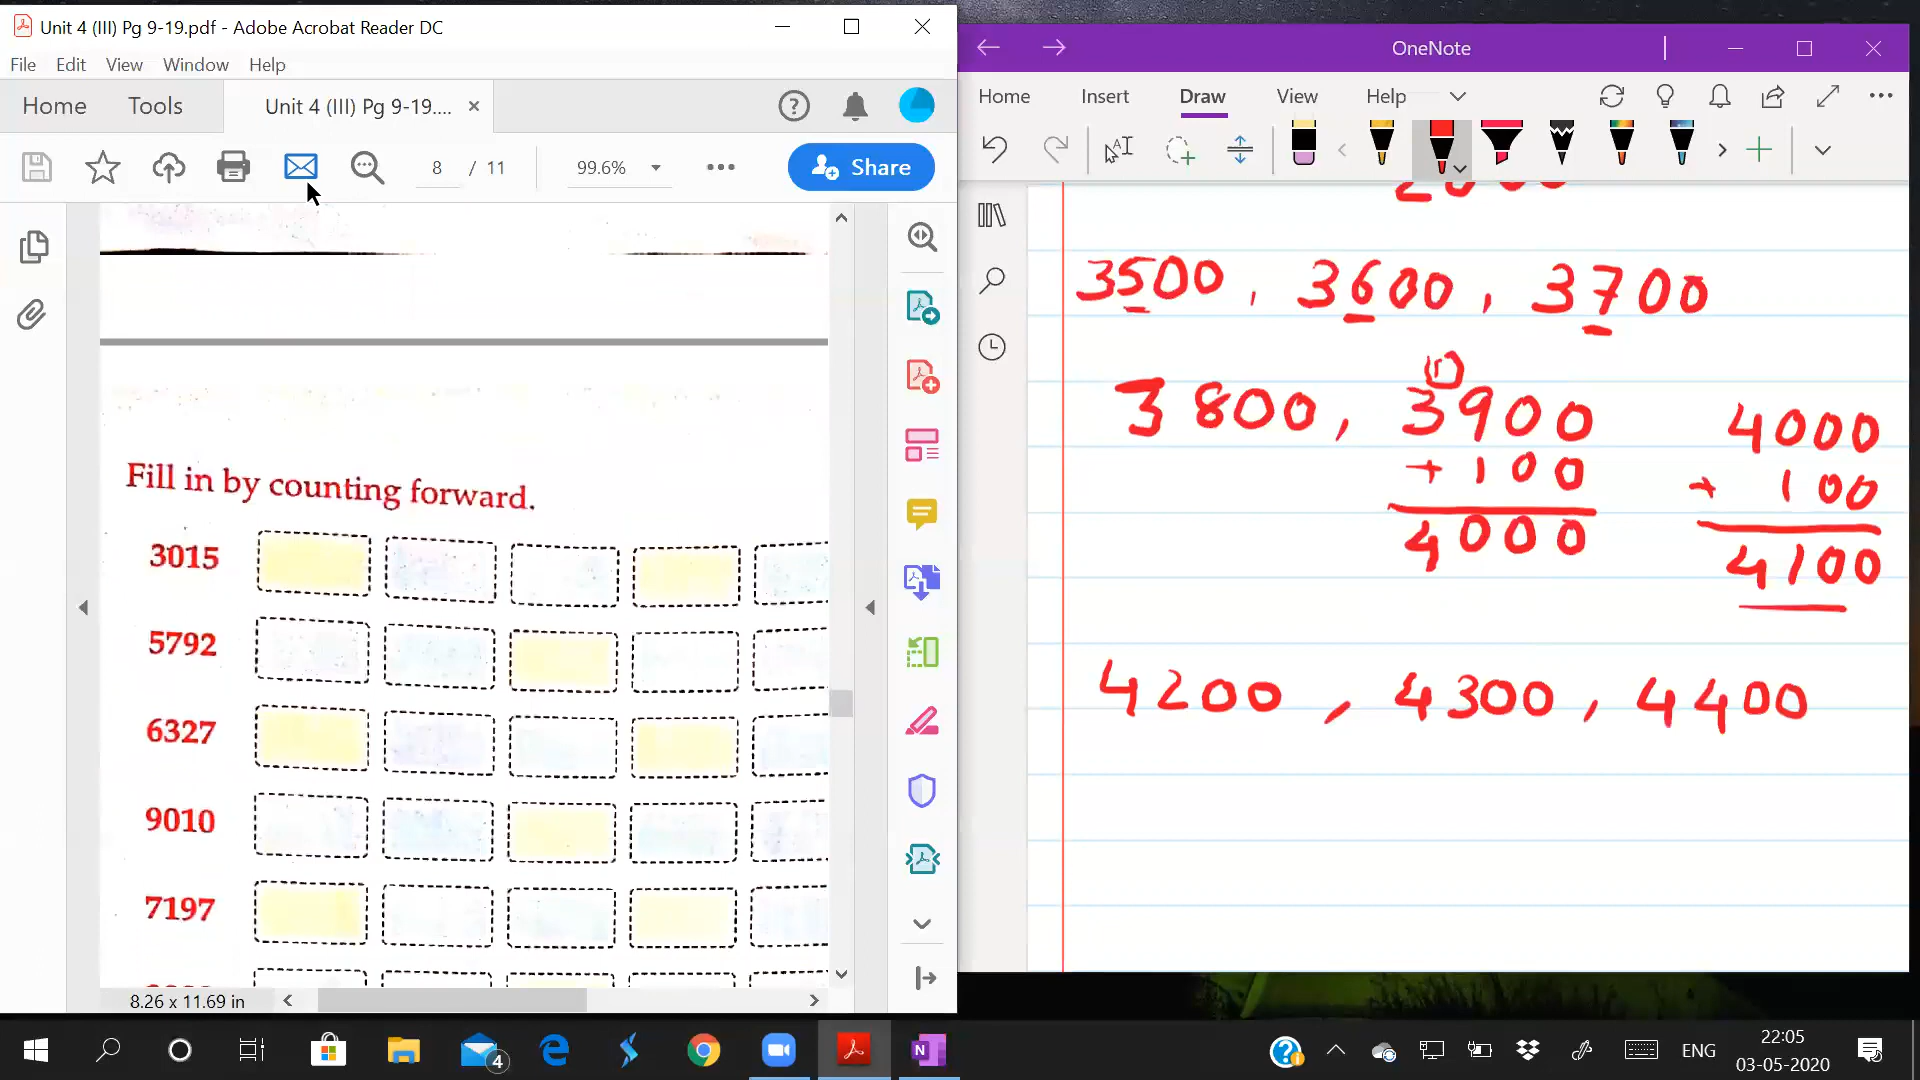 Unit 4 (III) Pg 9-19.pdf - Adobe Acrobat Reader DC
File Edit View Window Help
Home Tools Unit 4 (III) Pg 9-19....
8 / 11 99.6% Share
Fill in by counting forward.
3015
5792
6327
9010
7197
8.26 x 11.69 in
OneNote
Home Insert Draw View Help
3500, 3600, 3700
3800, 3900
+ 100
4000
4000
+ 100
4100
4200, 4300, 4400
4
ENG
22:05
03-05-2020